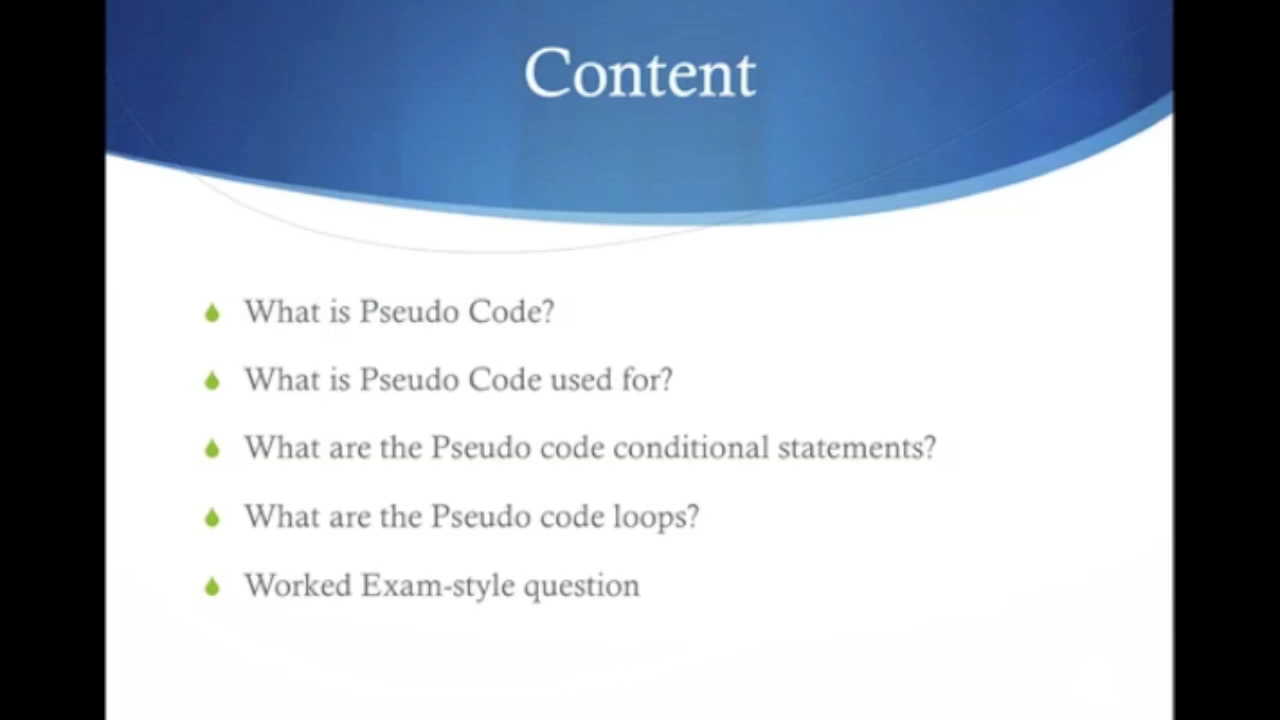 Content
What is Pseudo Code?
What is Pseudo Code used for?
What are the Pseudo code conditional statements?
What are the Pseudo code loops?
Worked Exam-style question